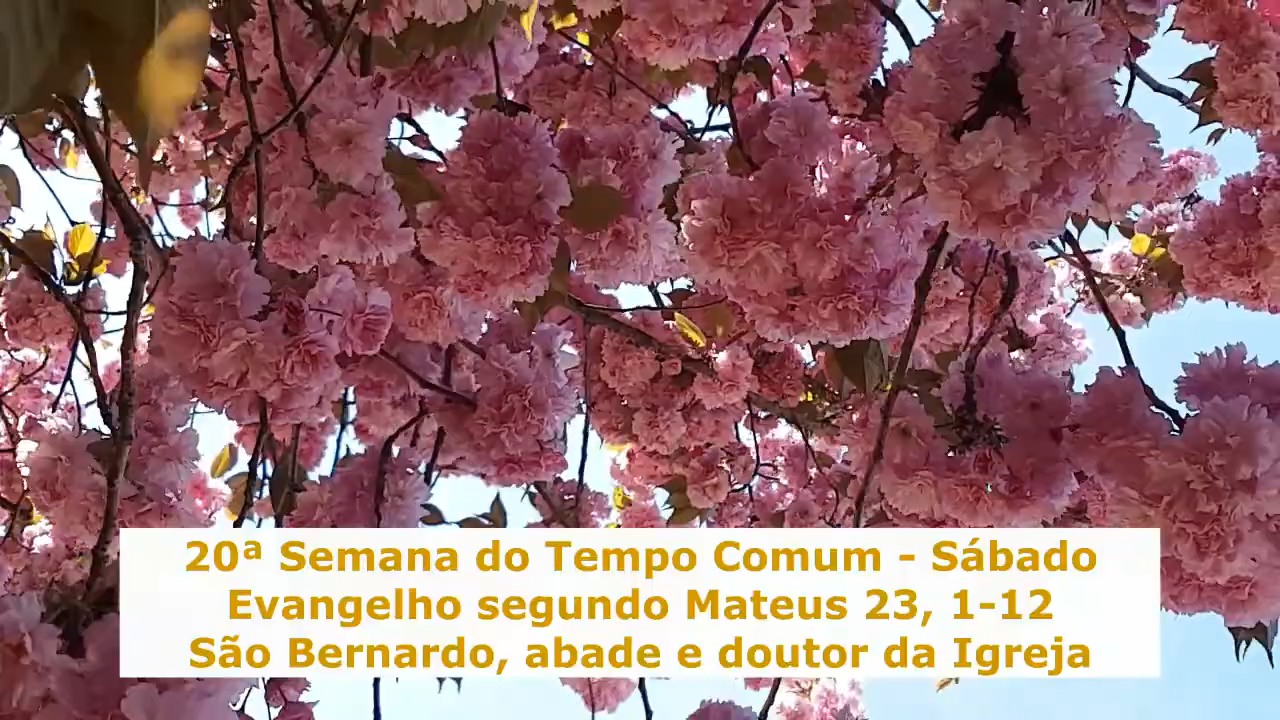 20ª Semana do Tempo Comum - Sábado
Evangelho segundo Mateus 23, 1-12
São Bernardo, abade e doutor da Igreja